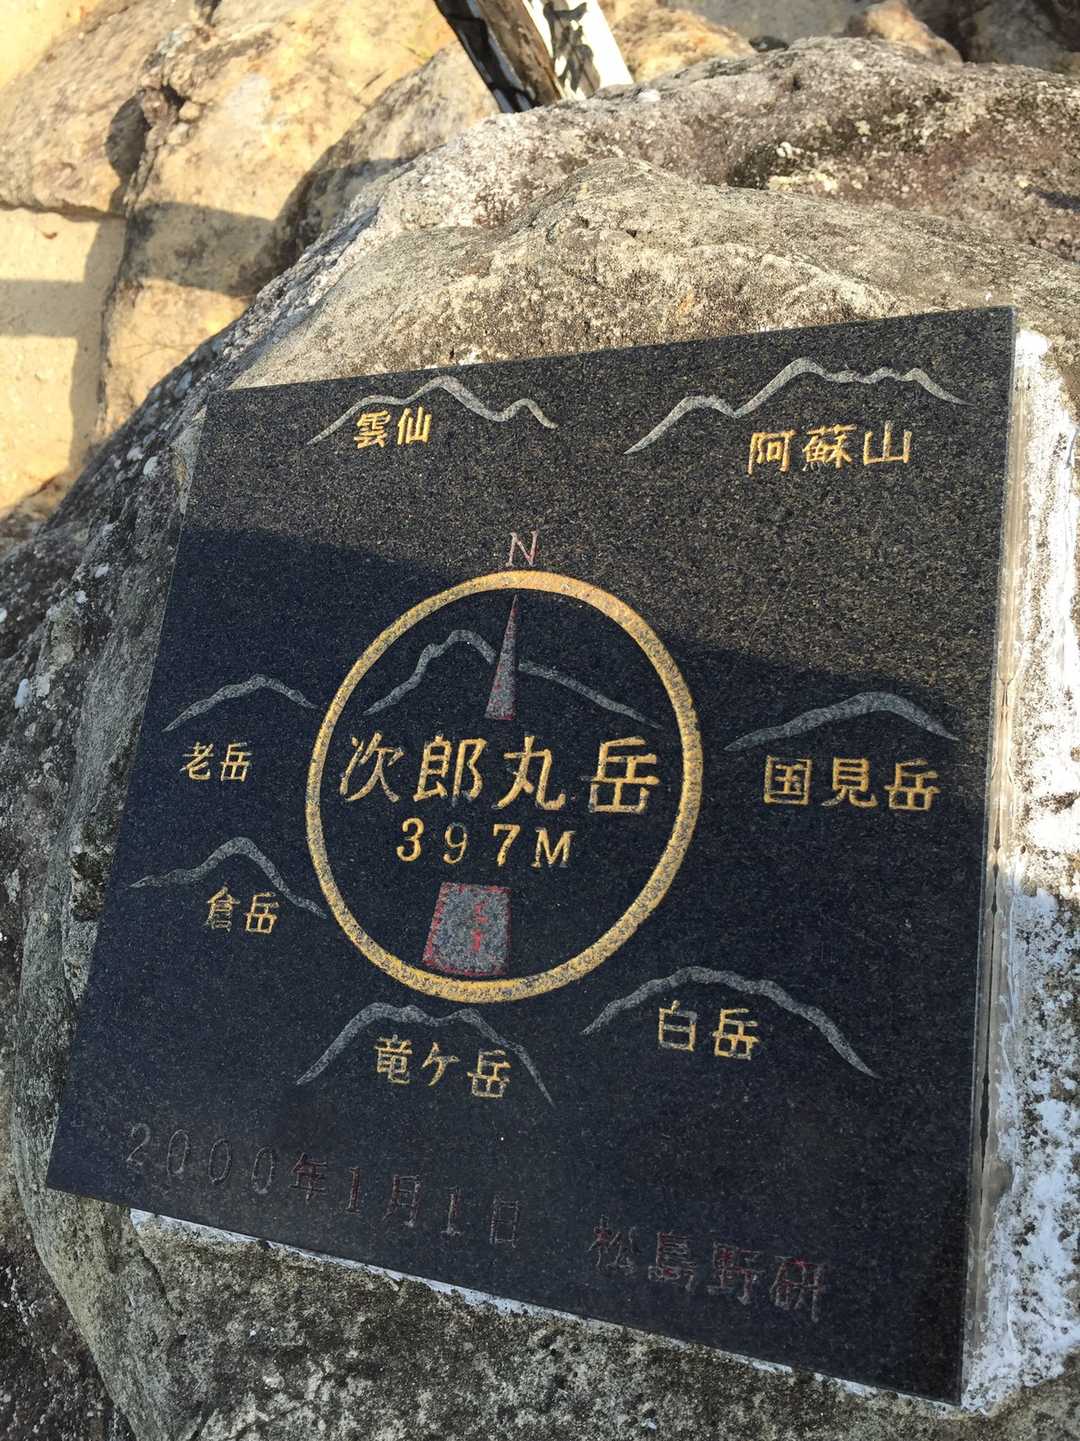 雲仙
阿蘇山
N
老岳
次郎丸岳
397M
国見岳
倉岳
竜ケ岳
白岳
2000年1月1日 松島野研